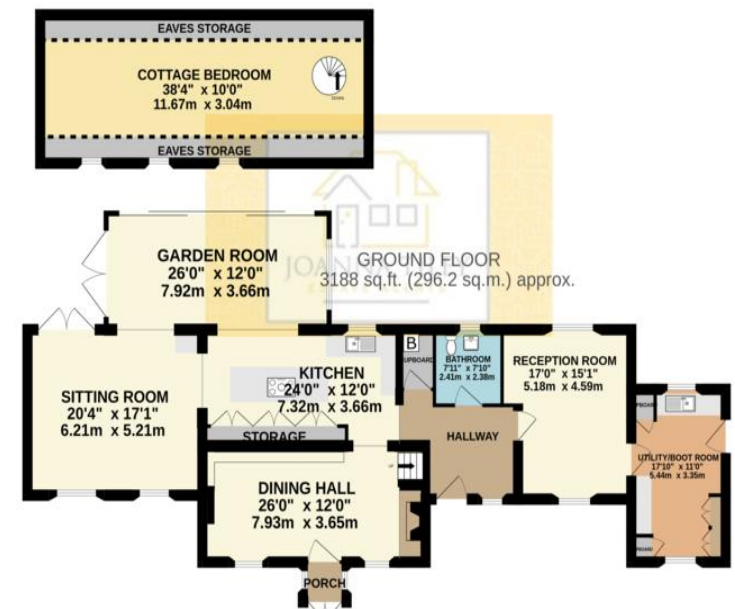 EAVES STORAGE
COTTAGE BEDROOM
38'4" x 10'0"
11.67m x 3.04m
DOWN
EAVES STORAGE
GARDEN ROOM
26'0" x 12'0"
7.92m x 3.66m
GROUND FLOOR
3188 sq.ft. (296.2 sq.m.) approx.
SITTING ROOM
20'4" x 17'1"
6.21m x 5.21m
KITCHEN
24'0" x 12'0"
7.32m x 3.66m
STORAGE
B
UPBOARD
BATHROOM
7'11" x 7'10"
2.41m x 2.38m
RECEPTION ROOM
17'0" x 15'1"
5.18m x 4.59m
HALLWAY
UTILITY/BOOT ROOM
17'10" x 11'0"
5.44m x 3.35m
DINING HALL
26'0" x 12'0"
7.93m x 3.65m
UP
PORCH